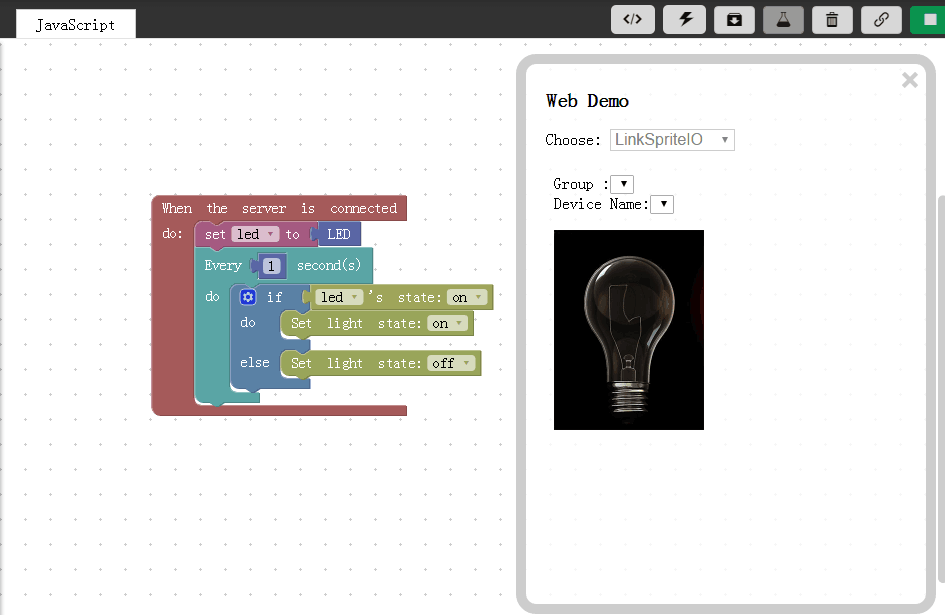 JavaScript
</>
When the server is connected
do: set led to LED
Every 1 second(s)
do if led 's state: on
do Set light state: on
else Set light state: off
Web Demo
Choose: LinkSpriteIO
Group :
Device Name: